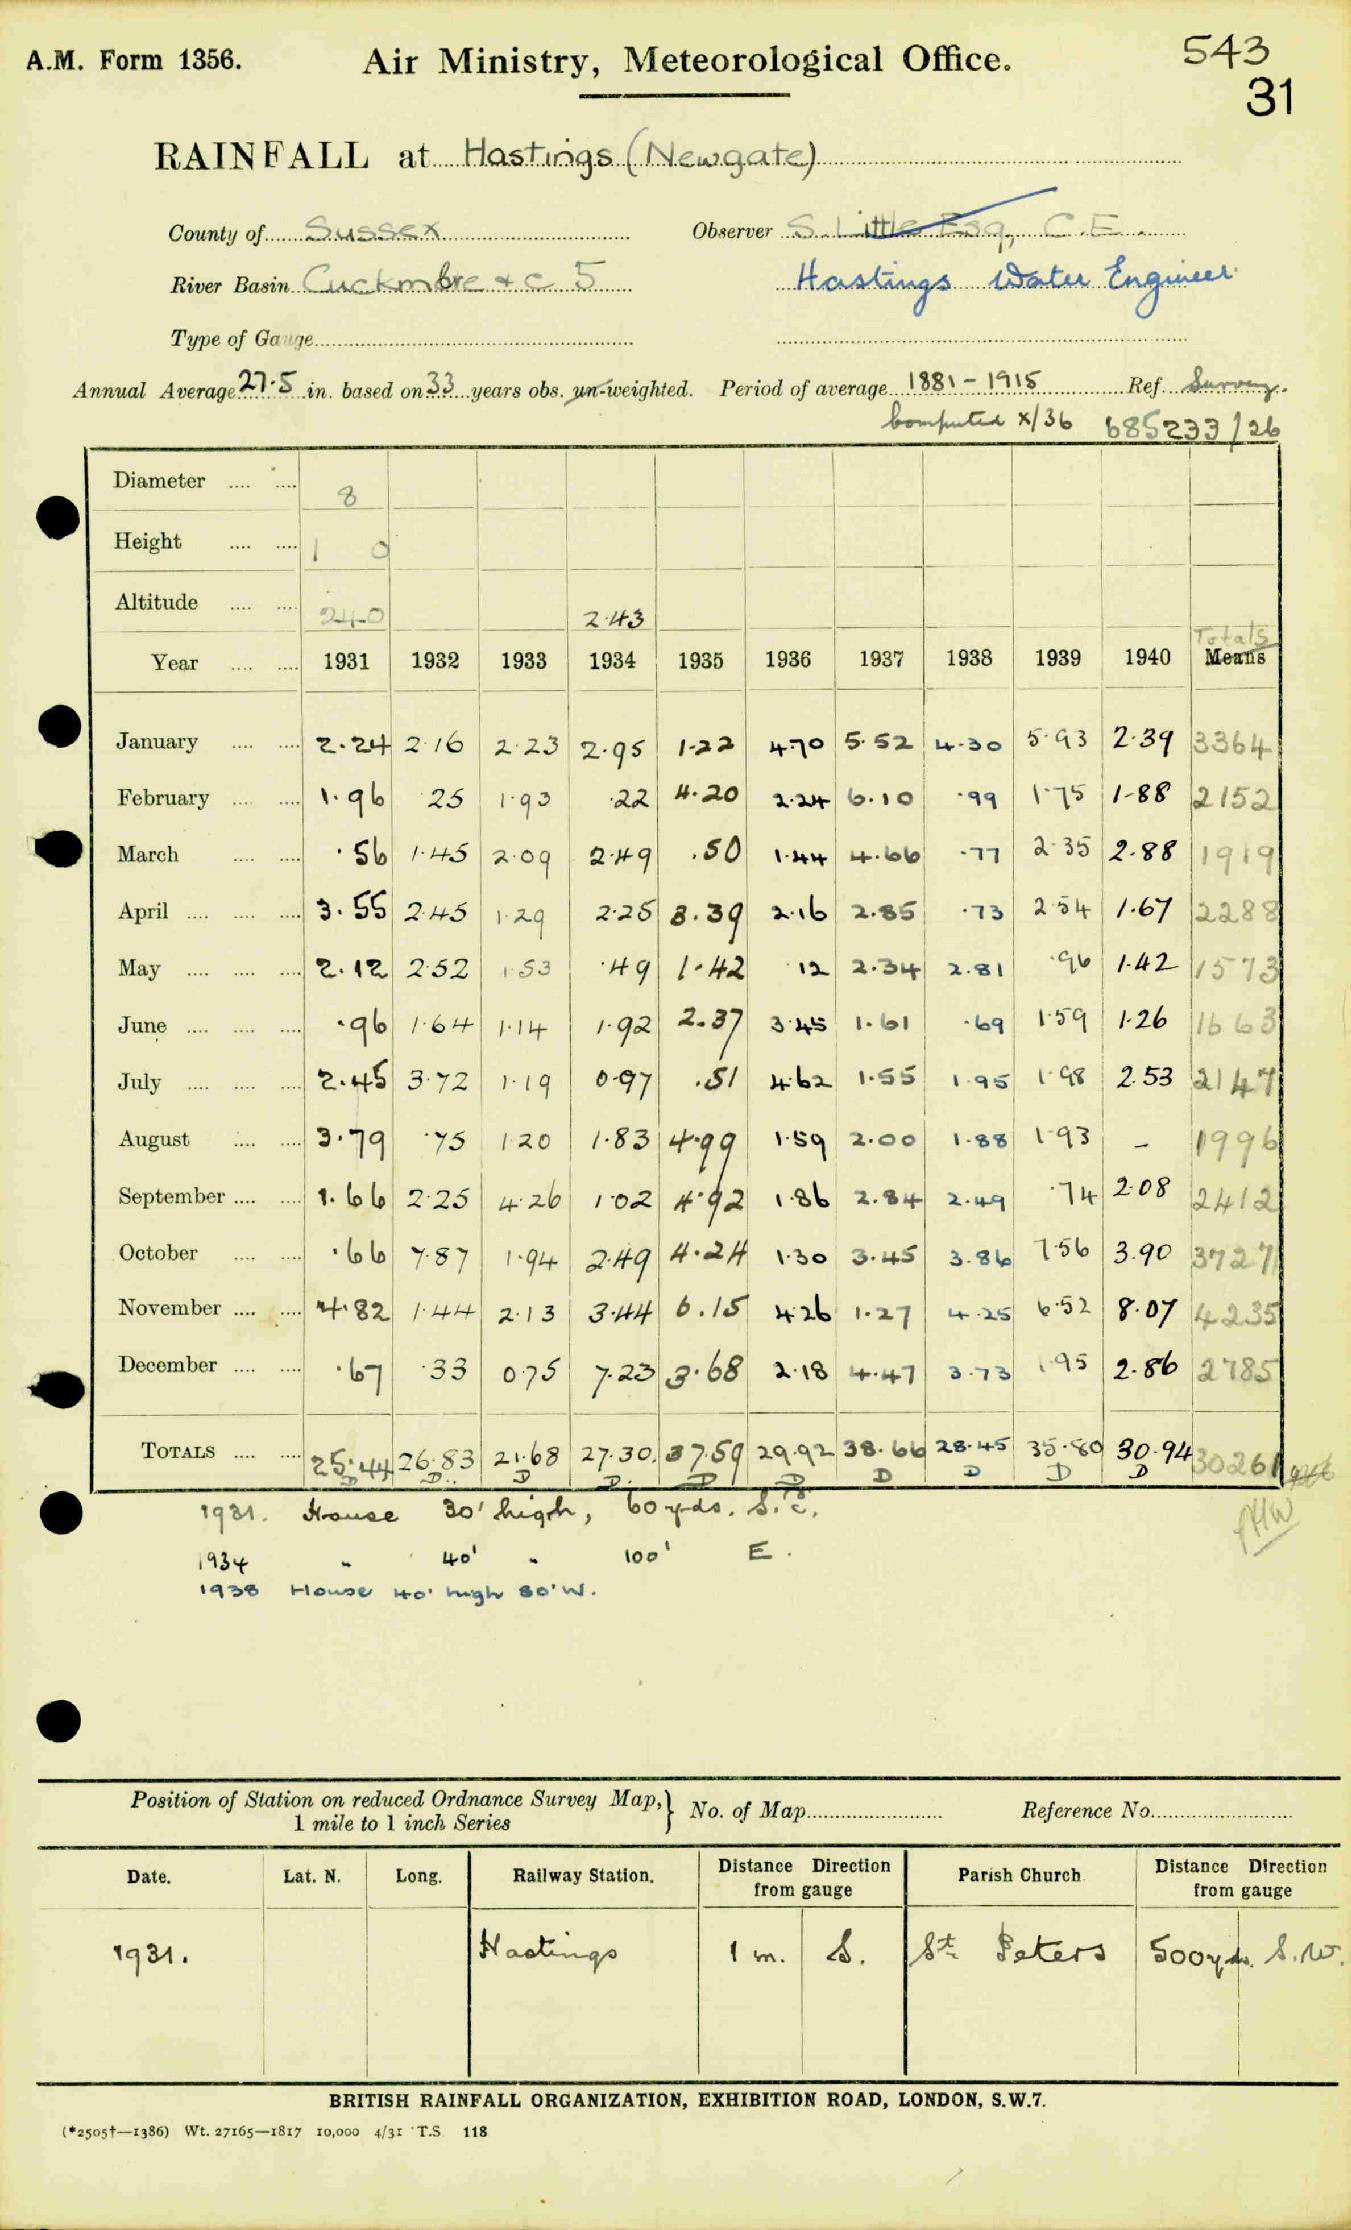 A.M. Form 1356. Air Ministry, Meteorological Office. 543
31
RAINFALL at Hastings (Newgate)
County of Sussex Observer S. Little Esq, C.E.
River Basin Cuckmere & c 5 Hastings Water Engineer
Type of Gauge
Annual Average 27.5 in. based on 33 years obs. un-weighted. Period of average 1881-1915 Ref. Survey.
Computed X/36 685233/26
Diameter 8
Height 1 0
Altitude 240 243
Totals
Year 1931 1932 1933 1934 1935 1936 1937 1938 1939 1940 Means
January 2.24 2.16 2.23 2.95 1.22 4.70 5.52 4.30 5.93 2.39 3364
February 1.96 .25 1.93 .22 4.20 2.24 6.10 .99 1.75 1.88 2152
March .56 1.45 2.09 2.49 .50 1.44 4.66 .77 2.35 2.88 1919
April 3.55 2.45 1.29 2.25 3.39 2.16 2.85 .73 2.54 1.67 2288
May 2.12 2.52 1.53 .49 1.42 .12 2.34 2.81 .96 1.42 1573
June .96 1.64 1.14 1.92 2.37 3.45 1.61 .69 1.59 1.26 1663
July 2.45 3.72 1.19 0.97 .51 4.62 1.55 1.95 1.98 2.53 2147
August 3.79 .75 1.20 1.83 4.99 1.59 2.00 1.88 1.93 - 1996
September 1.66 2.25 4.26 1.02 4.92 1.86 2.84 2.49 .74 2.08 2412
October .66 7.87 1.94 2.49 4.24 1.30 3.45 3.86 7.56 3.90 3727
November 4.82 1.44 2.13 3.44 6.15 4.26 1.27 4.25 6.52 8.07 4235
December .67 .33 0.75 7.23 3.68 2.18 4.47 3.73 1.95 2.86 2785
TOTALS 25.44 26.83 21.68 27.30 37.59 29.92 38.66 28.45 35.80 30.94 30261
D D D D D D D D D D
1931. House 30' high, 60 yds. S.E.
1934 " 40' " 100' E.
1938 House 40' high 80' W.
Position of Station on reduced Ordnance Survey Map, } No. of Map Reference No.
1 mile to 1 inch Series
Date. Lat. N. Long. Railway Station. Distance Direction from gauge Parish Church Distance Direction from gauge
1931. Hastings 1 m. S. St Peters 500 yds. S.W.
BRITISH RAINFALL ORGANIZATION, EXHIBITION ROAD, LONDON, S.W.7.
(*2505†—1386) Wt. 27165—1817 10,000 4/31 T.S. 118